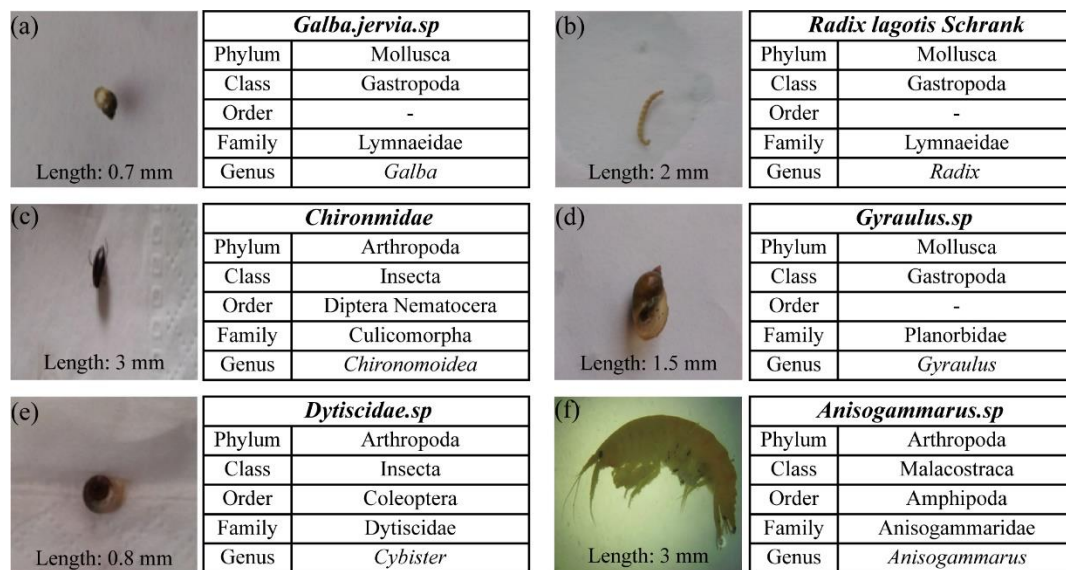 (a)
Galba.jervia.sp
Phylum Mollusca
Class Gastropoda
Order -
Family Lymnaeidae
Genus Galba
Length: 0.7 mm
(b)
Radix lagotis Schrank
Phylum Mollusca
Class Gastropoda
Order -
Family Lymnaeidae
Genus Radix
Length: 2 mm
(c)
Chironmidae
Phylum Arthropoda
Class Insecta
Order Diptera Nematocera
Family Culicomorpha
Genus Chironomoidea
Length: 3 mm
(d)
Gyraulus.sp
Phylum Mollusca
Class Gastropoda
Order -
Family Planorbidae
Genus Gyraulus
Length: 1.5 mm
(e)
Dytiscidae.sp
Phylum Arthropoda
Class Insecta
Order Coleoptera
Family Dytiscidae
Genus Cybister
Length: 0.8 mm
(f)
Anisogammarus.sp
Phylum Arthropoda
Class Malacostraca
Order Amphipoda
Family Anisogammaridae
Genus Anisogammarus
Length: 3 mm